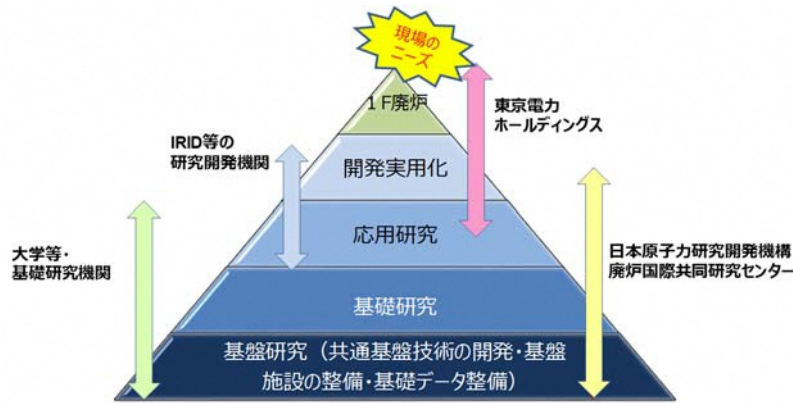 現場の
ニーズ
1F廃炉
東京電力
ホールディングス
IRID等の
研究開発機関
開発実用化
応用研究
大学等・
基礎研究機関
日本原子力研究開発機構
廃炉国際共同研究センター
基礎研究
基盤研究（共通基盤技術の開発・基盤
施設の整備・基礎データ整備）